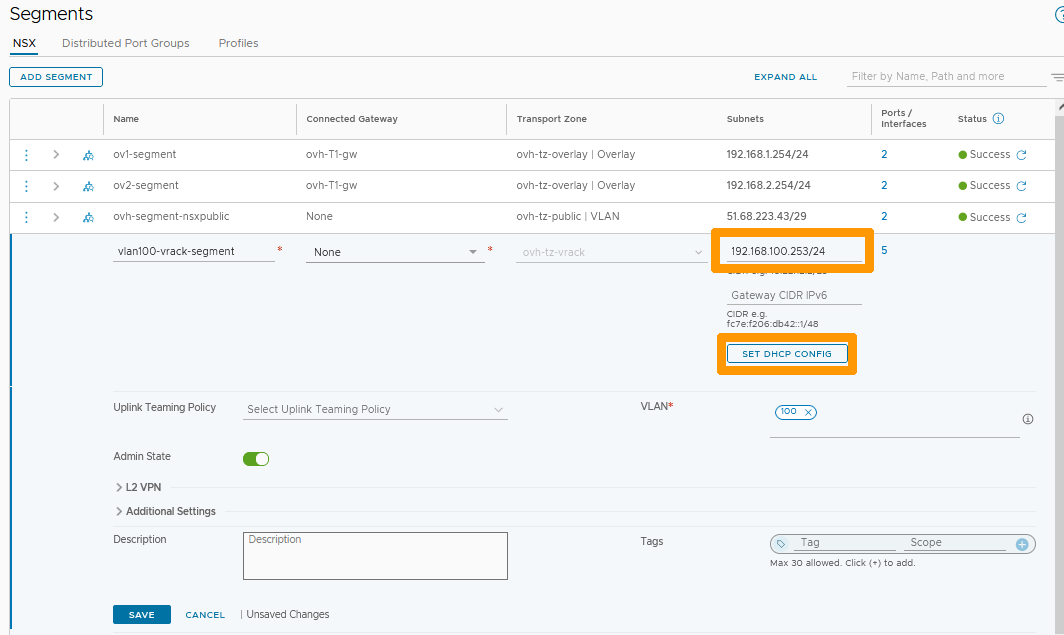 Segments
NSX Distributed Port Groups Profiles
ADD SEGMENT EXPAND ALL Filter by Name, Path and more
Name Connected Gateway Transport Zone Subnets Ports / Interfaces Status
ov1-segment ovh-T1-gw ovh-tz-overlay | Overlay 192.168.1.254/24 2 Success
ov2-segment ovh-T1-gw ovh-tz-overlay | Overlay 192.168.2.254/24 2 Success
ovh-segment-nsxpublic None ovh-tz-public | VLAN 51.68.223.43/29 2 Success
vlan100-vrack-segment * None * ovh-tz-vrack 192.168.100.253/24 5
Gateway CIDR IPv6
CIDR e.g.
fc7e:f206:db42::1/48
SET DHCP CONFIG
Uplink Teaming Policy Select Uplink Teaming Policy VLAN* 100
Admin State
L2 VPN
Additional Settings
Description Description Tags Tag Scope
Max 30 allowed. Click (+) to add.
SAVE CANCEL | Unsaved Changes